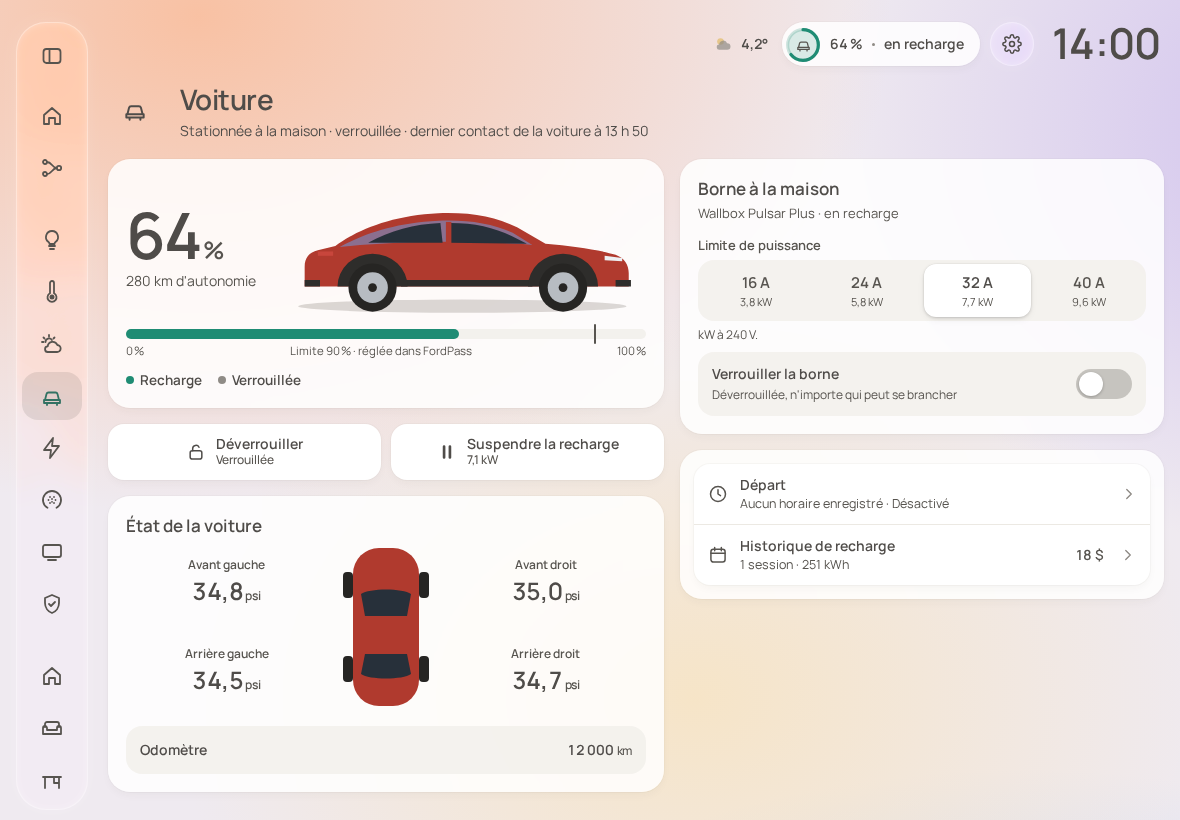 4,2°
64 % • en recharge
14:00
Voiture
Stationnée à la maison · verrouillée · dernier contact de la voiture à 13 h 50
64 %
280 km d'autonomie
0 %
Limite 90 % · réglée dans FordPass
100 %
Recharge
Verrouillée
Déverrouiller
Verrouillée
Suspendre la recharge
7,1 kW
État de la voiture
Avant gauche
34,8 psi
Avant droit
35,0 psi
Arrière gauche
34,5 psi
Arrière droit
34,7 psi
Odomètre
12 000 km
Borne à la maison
Wallbox Pulsar Plus · en recharge
Limite de puissance
16 A
3,8 kW
24 A
5,8 kW
32 A
7,7 kW
40 A
9,6 kW
kW à 240 V.
Verrouiller la borne
Déverrouillée, n'importe qui peut se brancher
Départ
Aucun horaire enregistré · Désactivé
Historique de recharge
1 session · 251 kWh
18 $